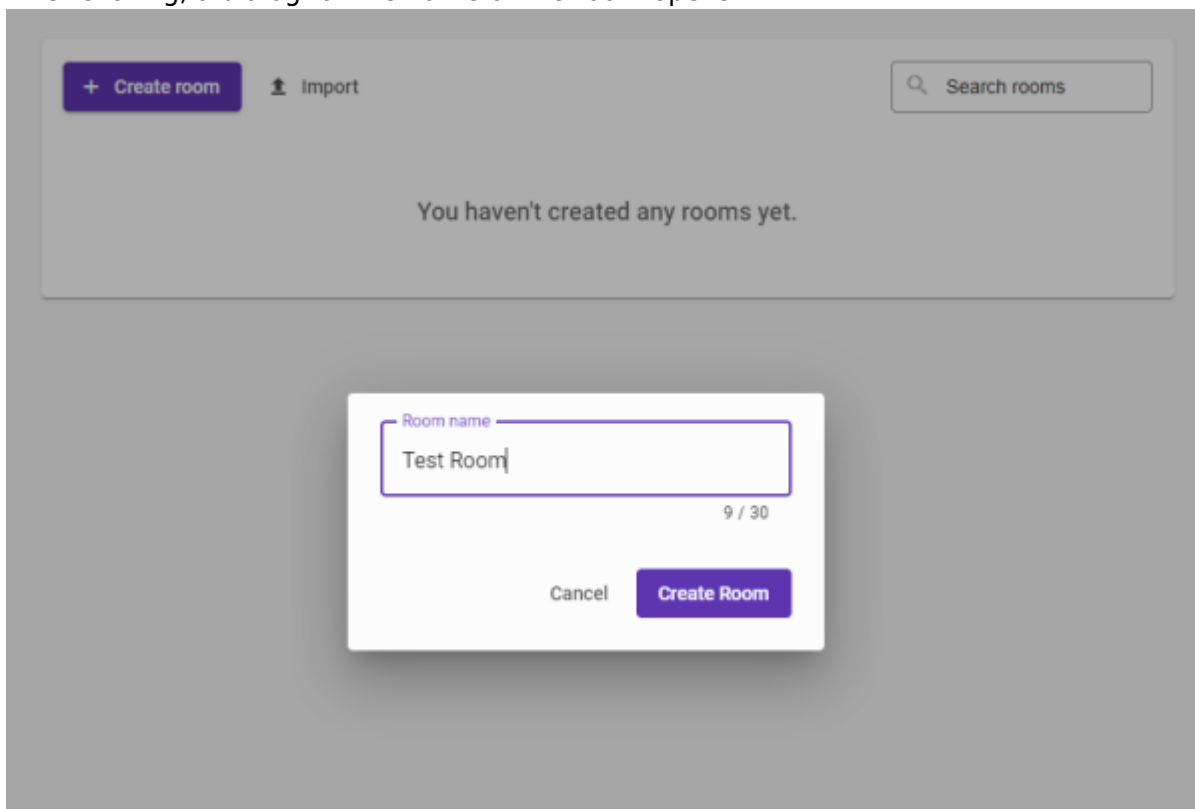 + Create room Import Search rooms
You haven't created any rooms yet.
Room name
Test Room
9 / 30
Cancel Create Room